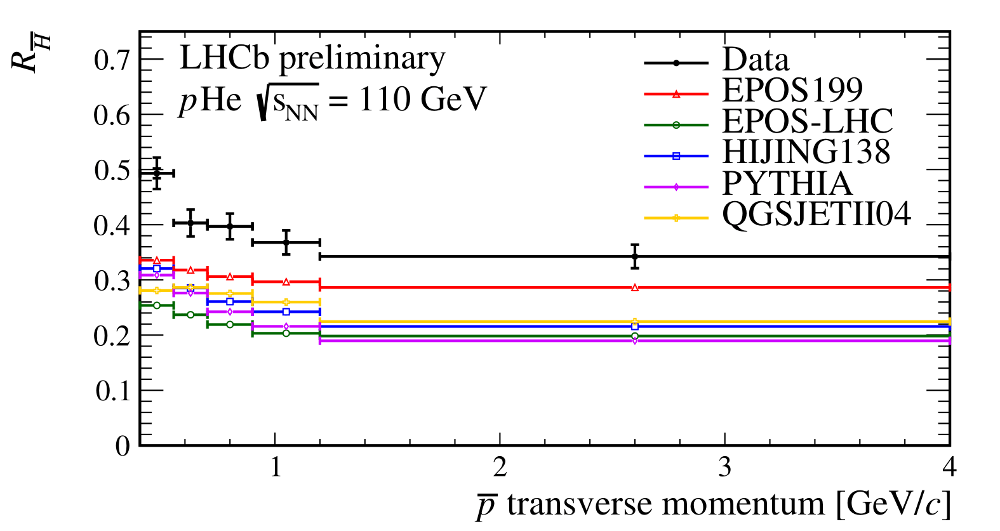 R_H̅
LHCb preliminary
pHe √s_NN = 110 GeV
Data
EPOS199
EPOS-LHC
HIJING138
PYTHIA
QGSJETII04
0.7
0.6
0.5
0.4
0.3
0.2
0.1
0
1 2 3 4
p̅ transverse momentum [GeV/c]